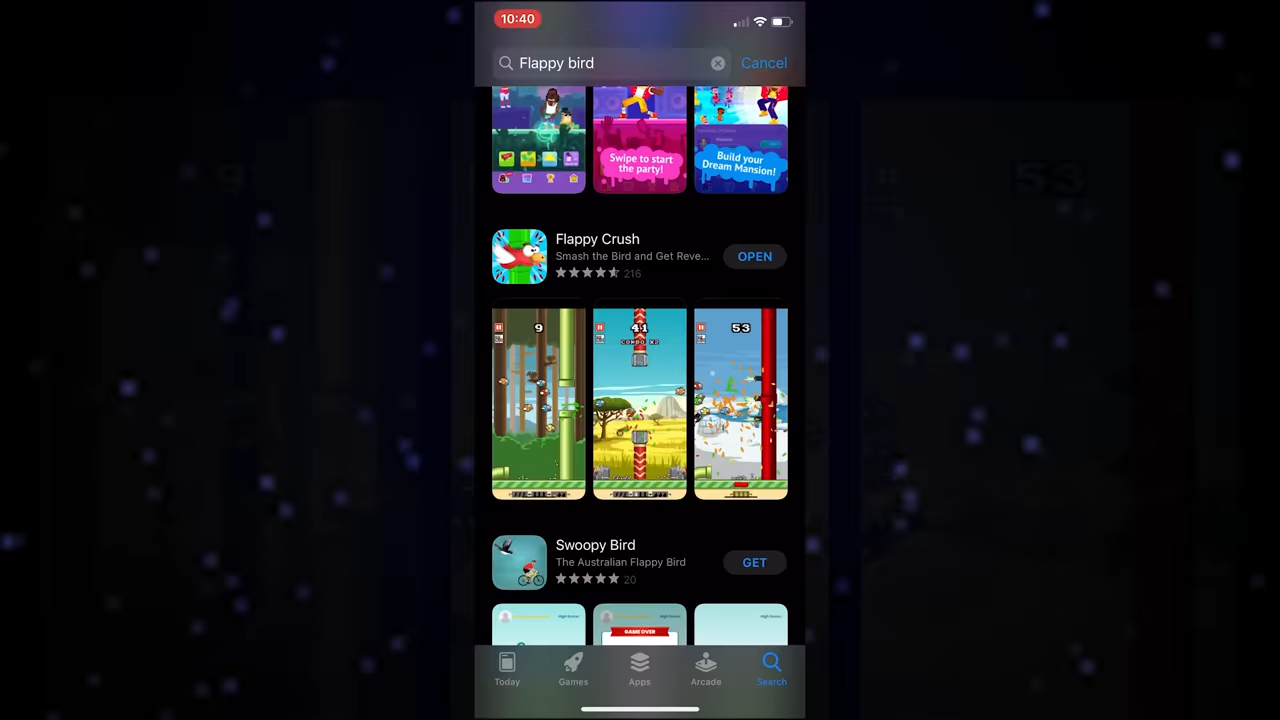 10:40
Flappy bird
Cancel
Swipe to start
the party!
Build your
Dream Mansion!
Flappy Crush
Smash the Bird and Get Reve...
216
OPEN
9
41
COMBO X2
53
Swoopy Bird
The Australian Flappy Bird
20
GET
GAME OVER
Today
Games
Apps
Arcade
Search